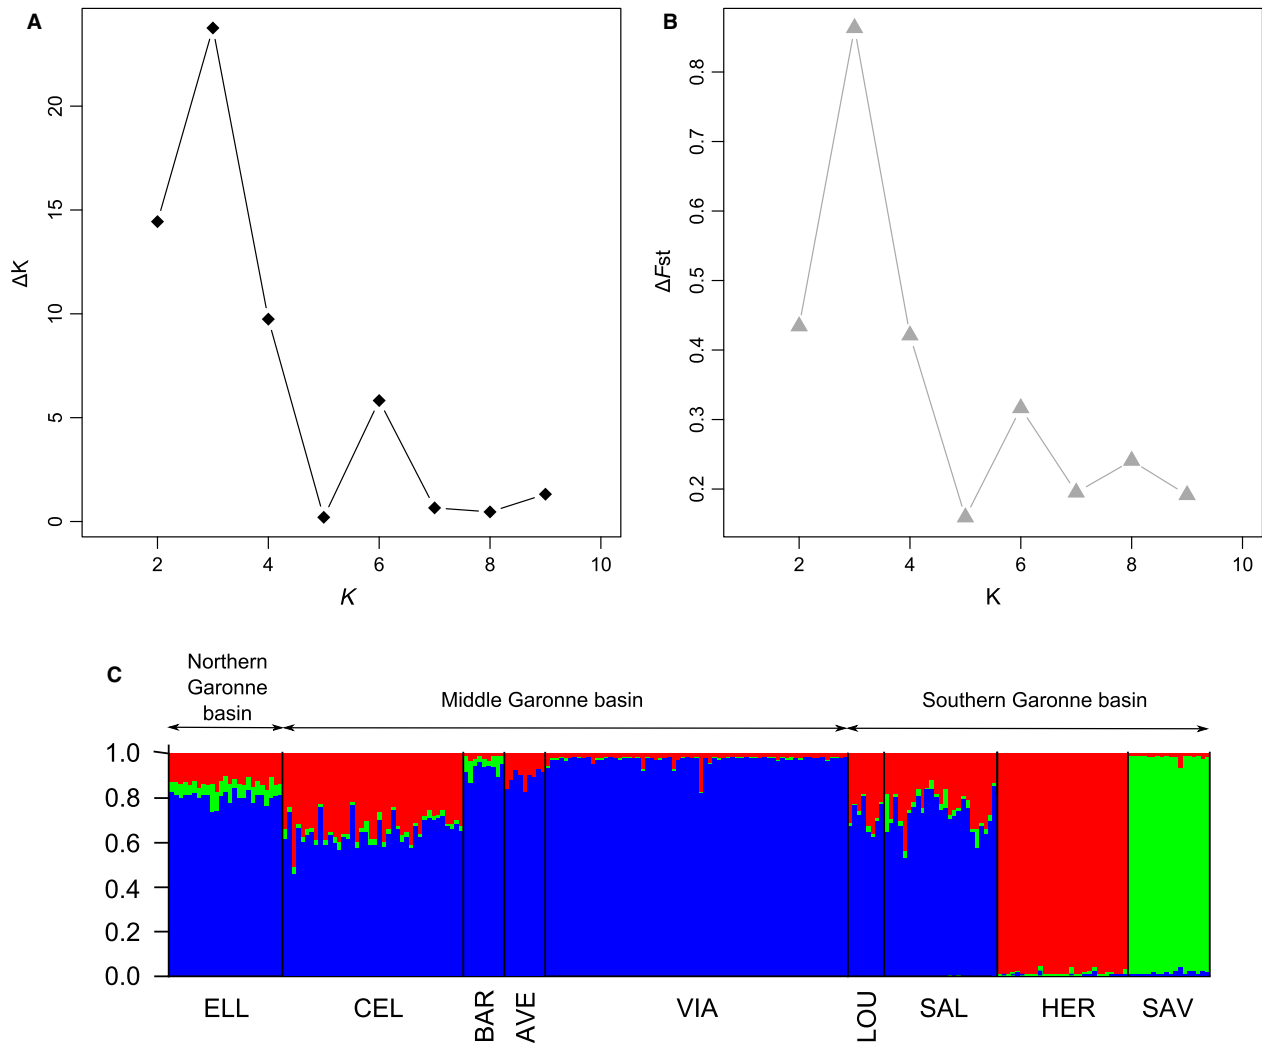 A
20
15
10
5
0
ΔK
2 4 6 8 10
K
B
0.8
0.7
0.6
0.5
0.4
0.3
0.2
ΔFst
2 4 6 8 10
K
C
Northern
Garonne
basin
Middle Garonne basin
Southern Garonne basin
1.0
0.8
0.6
0.4
0.2
0.0
ELL CEL BAR AVE VIA LOU SAL HER SAV